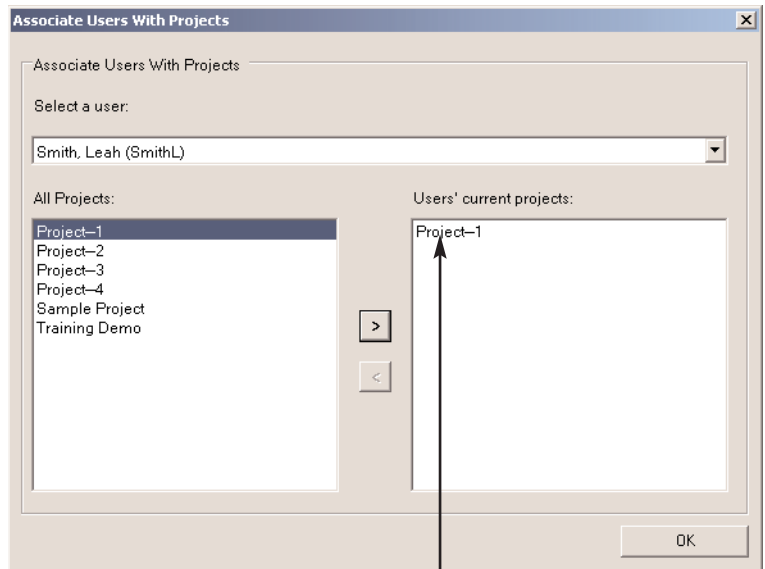 Associate Users With Projects
Associate Users With Projects
Select a user:
Smith, Leah (SmithL)
All Projects:
Project–1
Project–2
Project–3
Project–4
Sample Project
Training Demo
>
<
Users' current projects:
Project–1
OK